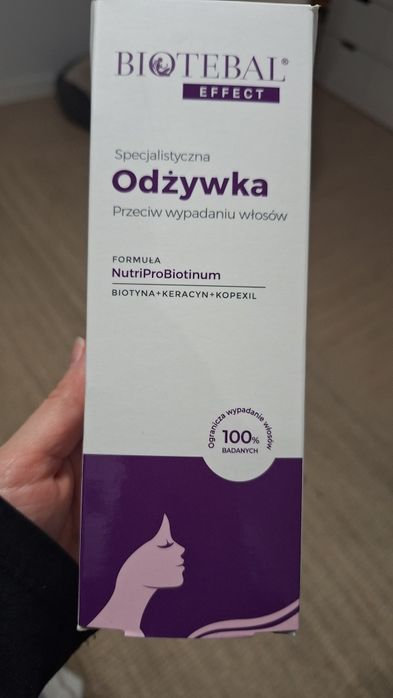 BIOTEBAL®
EFFECT
Specjalistyczna
Odżywka
Przeciw wypadaniu włosów
FORMUŁA
NutriProBiotinum
BIOTYNA+KERACYN+KOPEXIL
Ogranicza wypadanie włosów
100%
BADANYCH